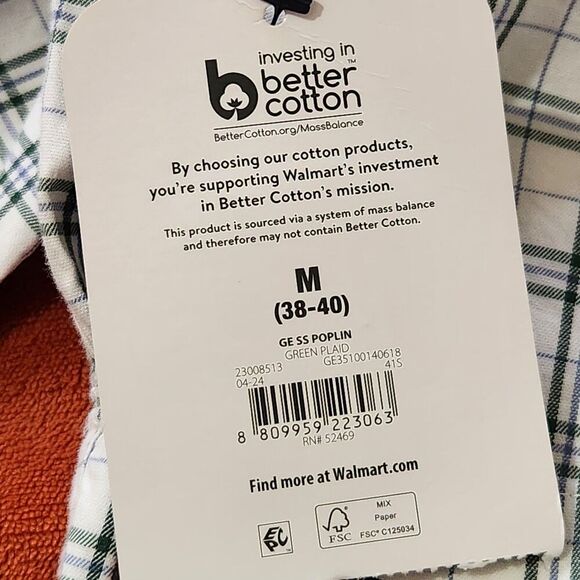 investing in
better™
cotton
BetterCotton.org/MassBalance
By choosing our cotton products,
you're supporting Walmart's investment
in Better Cotton's mission.
This product is sourced via a system of mass balance
and therefore may not contain Better Cotton.
M
(38-40)
GE SS POPLIN
GREEN PLAID
23008513 GE35100140618
04-24 41S
8 809959 223063
RN# 52469
Find more at Walmart.com
EPC
FSC
MIX
Paper
FSC® C125034